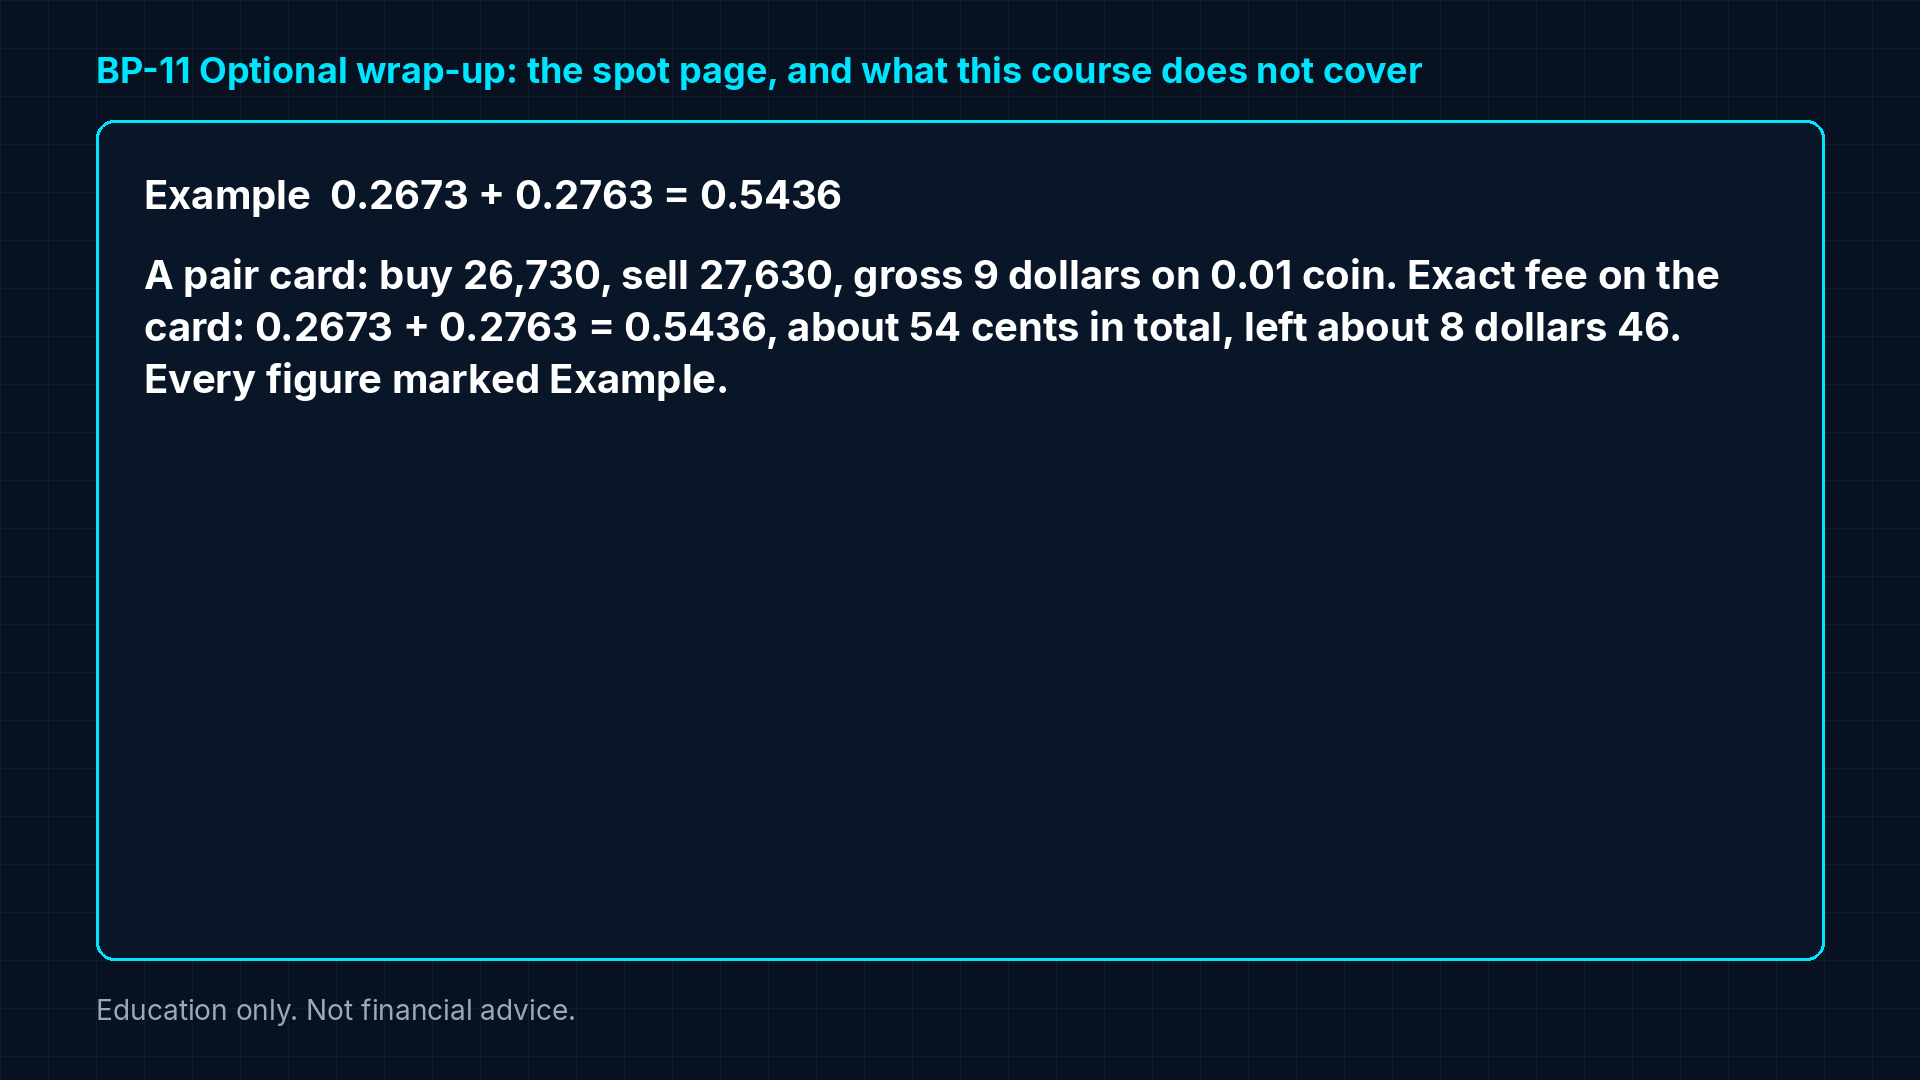 BP-11 Optional wrap-up: the spot page, and what this course does not cover
Example 0.2673 + 0.2763 = 0.5436
A pair card: buy 26,730, sell 27,630, gross 9 dollars on 0.01 coin. Exact fee on the
card: 0.2673 + 0.2763 = 0.5436, about 54 cents in total, left about 8 dollars 46.
Every figure marked Example.
Education only. Not financial advice.